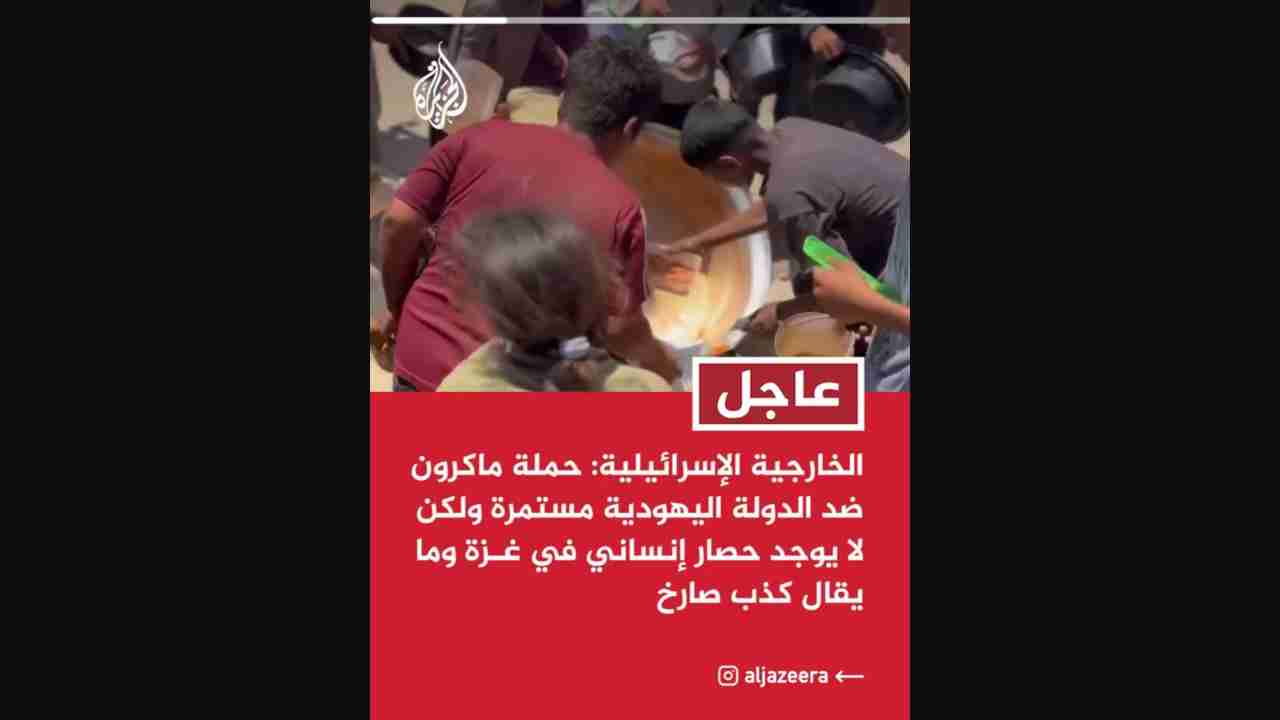 الجزيرة
عاجل
الخارجية الإسرائيلية: حملة ماكرون
ضد الدولة اليهودية مستمرة ولكن
لا يوجد حصار إنساني في غـزة وما
يقال كذب صارخ
aljazeera